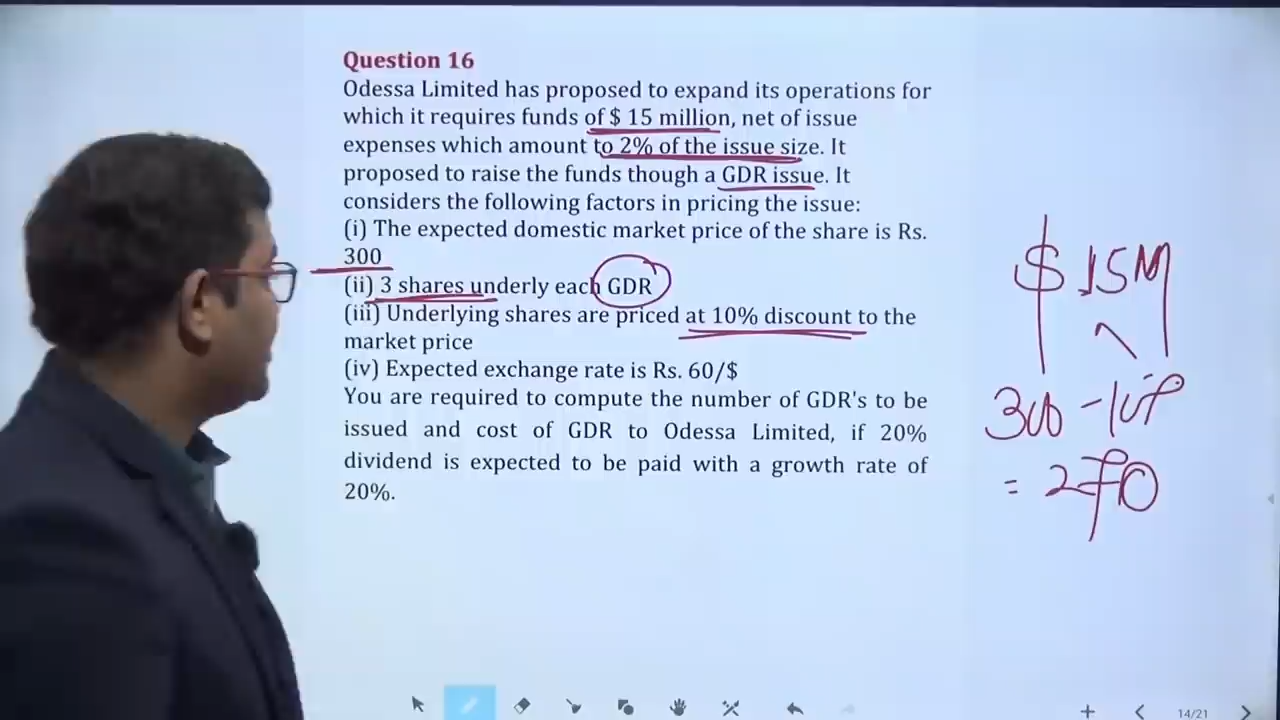 Question 16
Odessa Limited has proposed to expand its operations for
which it requires funds of $ 15 million, net of issue
expenses which amount to 2% of the issue size. It
proposed to raise the funds though a GDR issue. It
considers the following factors in pricing the issue:
(i) The expected domestic market price of the share is Rs.
300
(ii) 3 shares underly each GDR
(iii) Underlying shares are priced at 10% discount to the
market price
(iv) Expected exchange rate is Rs. 60/$
You are required to compute the number of GDR's to be
issued and cost of GDR to Odessa Limited, if 20%
dividend is expected to be paid with a growth rate of
20%.
$ 15M
300 - 10%
= 270
14/21